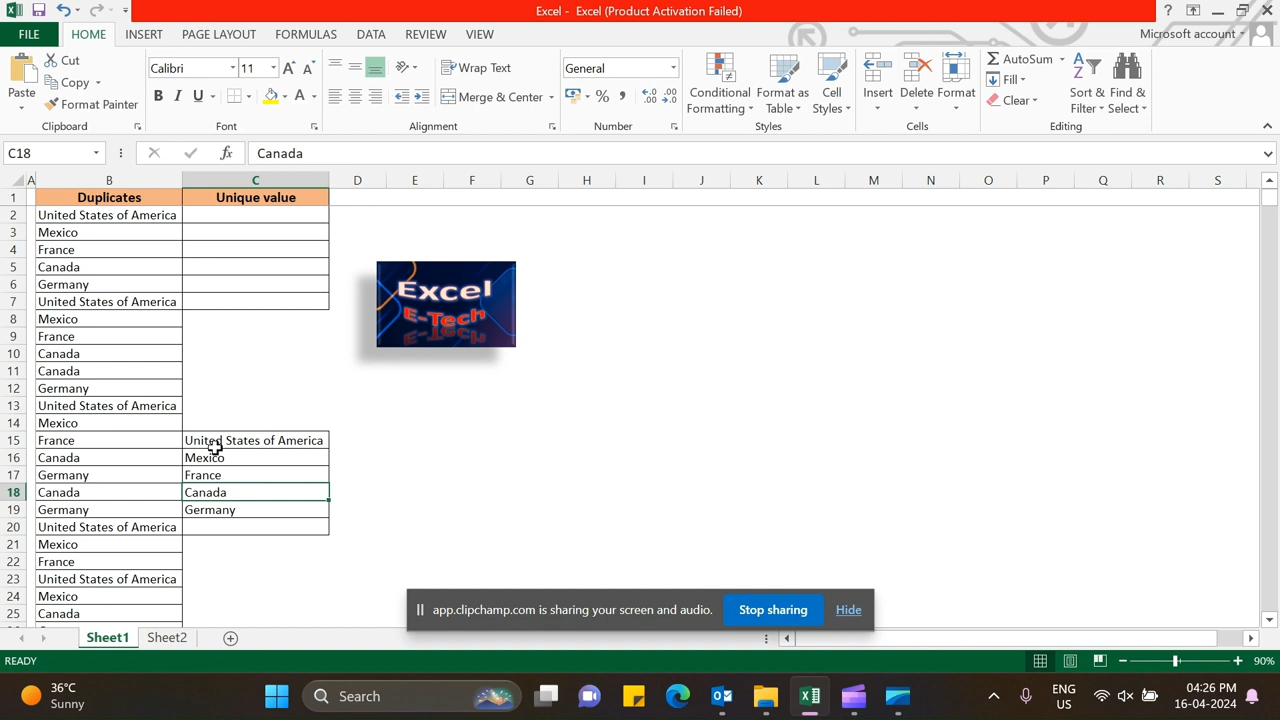 Excel - Excel (Product Activation Failed)
?
FILE HOME INSERT PAGE LAYOUT FORMULAS DATA REVIEW VIEW Microsoft account
Paste Cut Copy Format Painter Clipboard
Calibri 11 B I U A Font
Wrap Text Merge & Center Alignment
General % , Number
Conditional Formatting Format as Table Cell Styles Styles
Insert Delete Format Cells
AutoSum Fill Clear Sort & Filter Find & Select Editing
C18 fx Canada
A B C D E F G H I J K L M N O P Q R S
1 Duplicates Unique value
2 United States of America
3 Mexico
4 France
5 Canada
6 Germany
7 United States of America
8 Mexico
9 France
10 Canada
11 Canada
12 Germany
13 United States of America
14 Mexico
15 France United States of America
16 Canada Mexico
17 Germany France
18 Canada Canada
19 Germany Germany
20 United States of America
21 Mexico
22 France
23 United States of America
24 Mexico
25 Canada
Excel
E-Tech
app.clipchamp.com is sharing your screen and audio. Stop sharing Hide
Sheet1 Sheet2
READY 90%
36°C
Sunny
Search
ENG
US
04:26 PM
16-04-2024